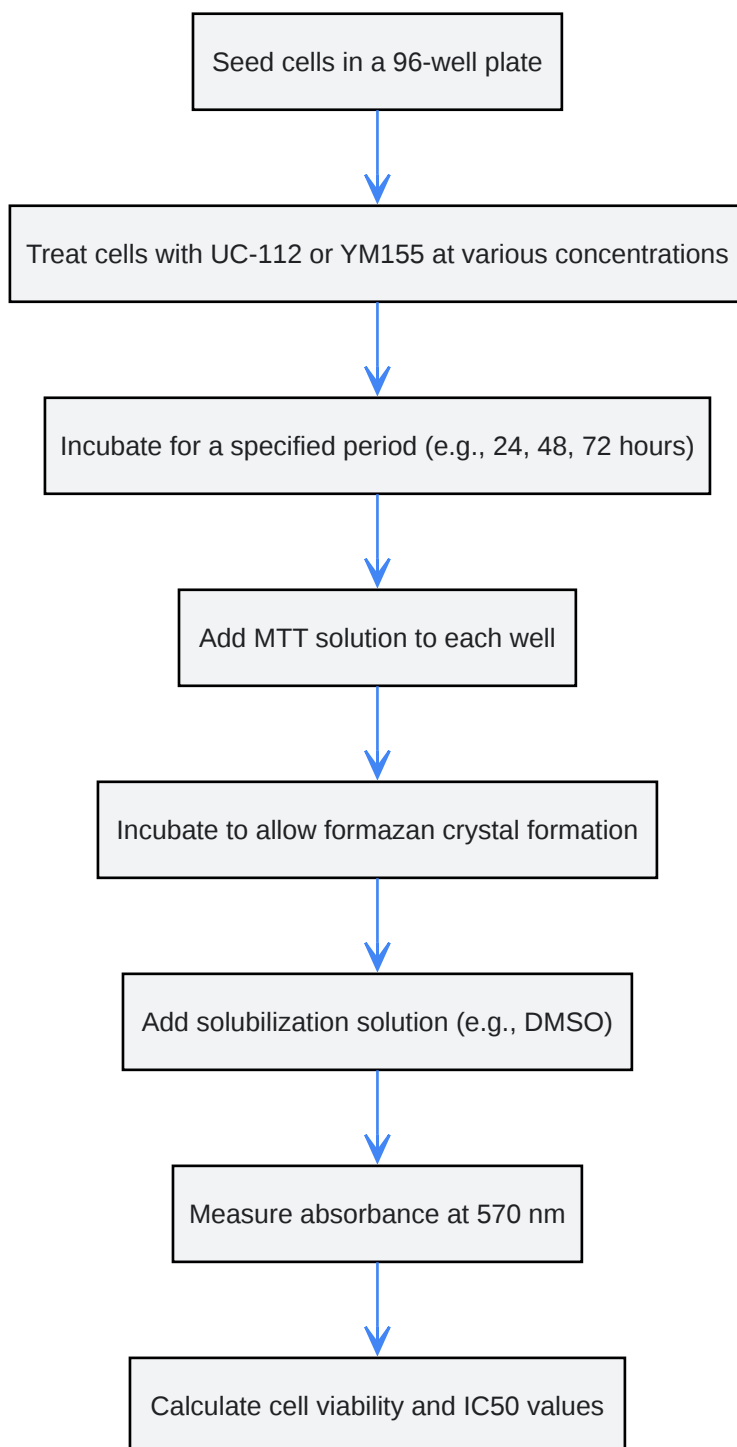 Seed cells in a 96-well plate
Treat cells with UC-112 or YM155 at various concentrations
Incubate for a specified period (e.g., 24, 48, 72 hours)
Add MTT solution to each well
Incubate to allow formazan crystal formation
Add solubilization solution (e.g., DMSO)
Measure absorbance at 570 nm
Calculate cell viability and IC50 values